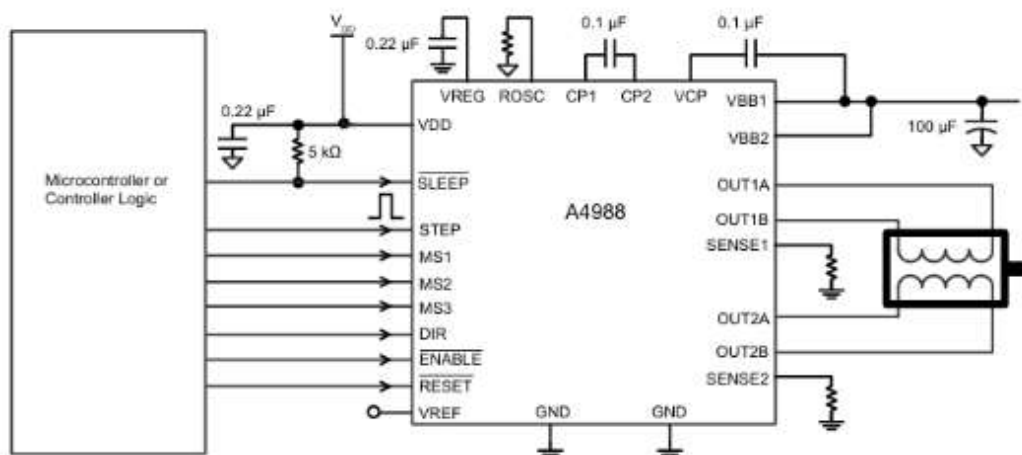 V_DD
0.22 µF
0.1 µF
0.1 µF
0.22 µF
5 kΩ
VREG
ROSC
CP1
CP2
VCP
VDD
VBB1
VBB2
100 µF
Microcontroller or
Controller Logic
SLEEP
A4988
OUT1A
OUT1B
STEP
SENSE1
MS1
MS2
MS3
OUT2A
DIR
OUT2B
ENABLE
SENSE2
RESET
VREF
GND
GND